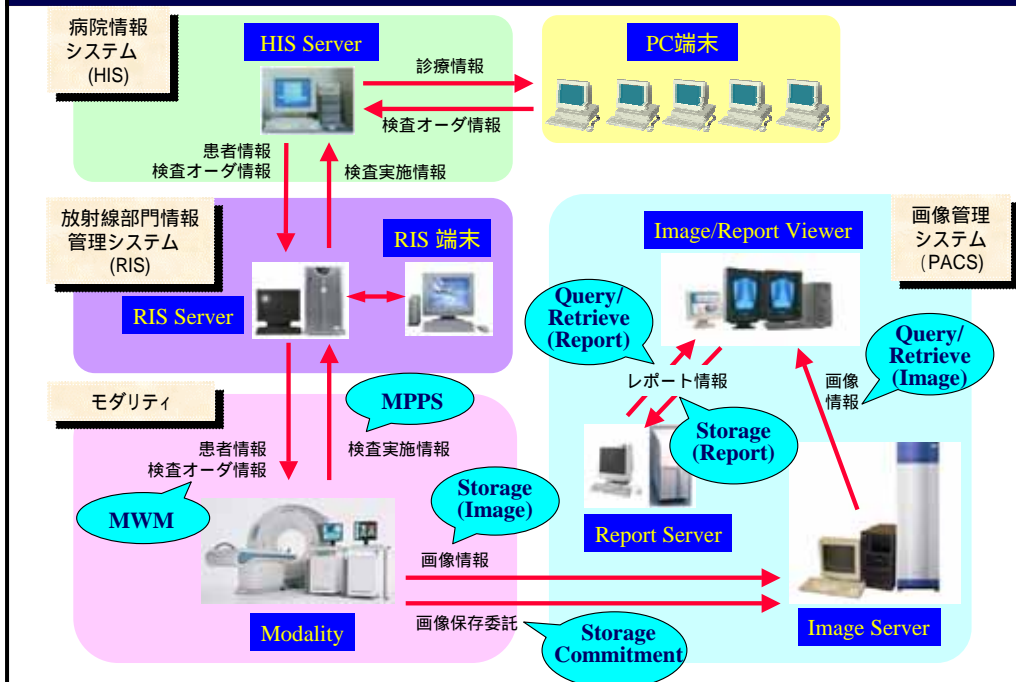 病院情報
システム
(HIS)
HIS Server
PC端末
診療情報
検査オーダ情報
患者情報
検査オーダ情報
検査実施情報
放射線部門情報
管理システム
(RIS)
RIS 端末
RIS Server
画像管理
システム
(PACS)
Image/Report Viewer
Query/
Retrieve
(Report)
Query/
Retrieve
(Image)
レポート情報
画像
情報
Storage
(Report)
Report Server
Image Server
モダリティ
MPPS
患者情報
検査オーダ情報
検査実施情報
MWM
Storage
(Image)
画像情報
画像保存委託
Storage
Commitment
Modality